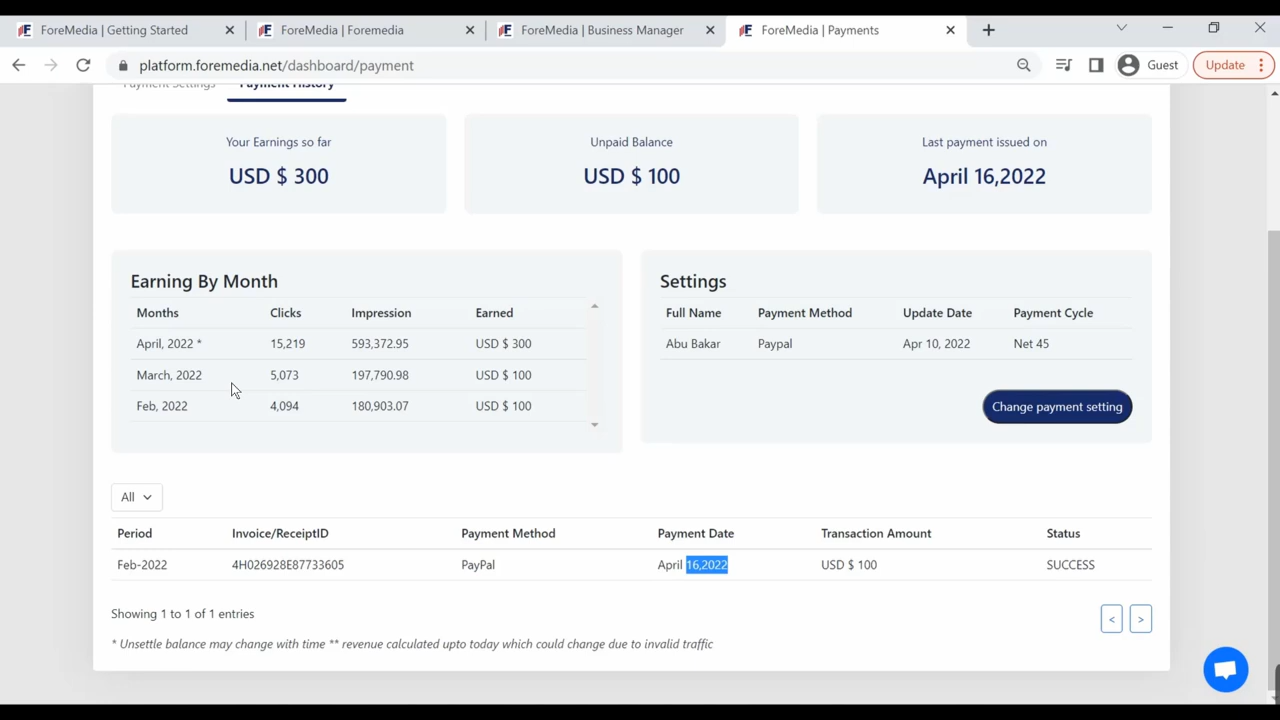 ForeMedia | Getting Started
ForeMedia | Foremedia
ForeMedia | Business Manager
ForeMedia | Payments
platform.foremedia.net/dashboard/payment
Guest
Update
Payment Settings
Payment History
Your Earnings so far
USD $ 300
Unpaid Balance
USD $ 100
Last payment issued on
April 16,2022
Earning By Month
Months Clicks Impression Earned
April, 2022 * 15,219 593,372.95 USD $ 300
March, 2022 5,073 197,790.98 USD $ 100
Feb, 2022 4,094 180,903.07 USD $ 100
Settings
Full Name Payment Method Update Date Payment Cycle
Abu Bakar Paypal Apr 10, 2022 Net 45
Change payment setting
All
Period Invoice/ReceiptID Payment Method Payment Date Transaction Amount Status
Feb-2022 4H026928E87733605 PayPal April 16,2022 USD $ 100 SUCCESS
Showing 1 to 1 of 1 entries
< >
* Unsettle balance may change with time ** revenue calculated upto today which could change due to invalid traffic